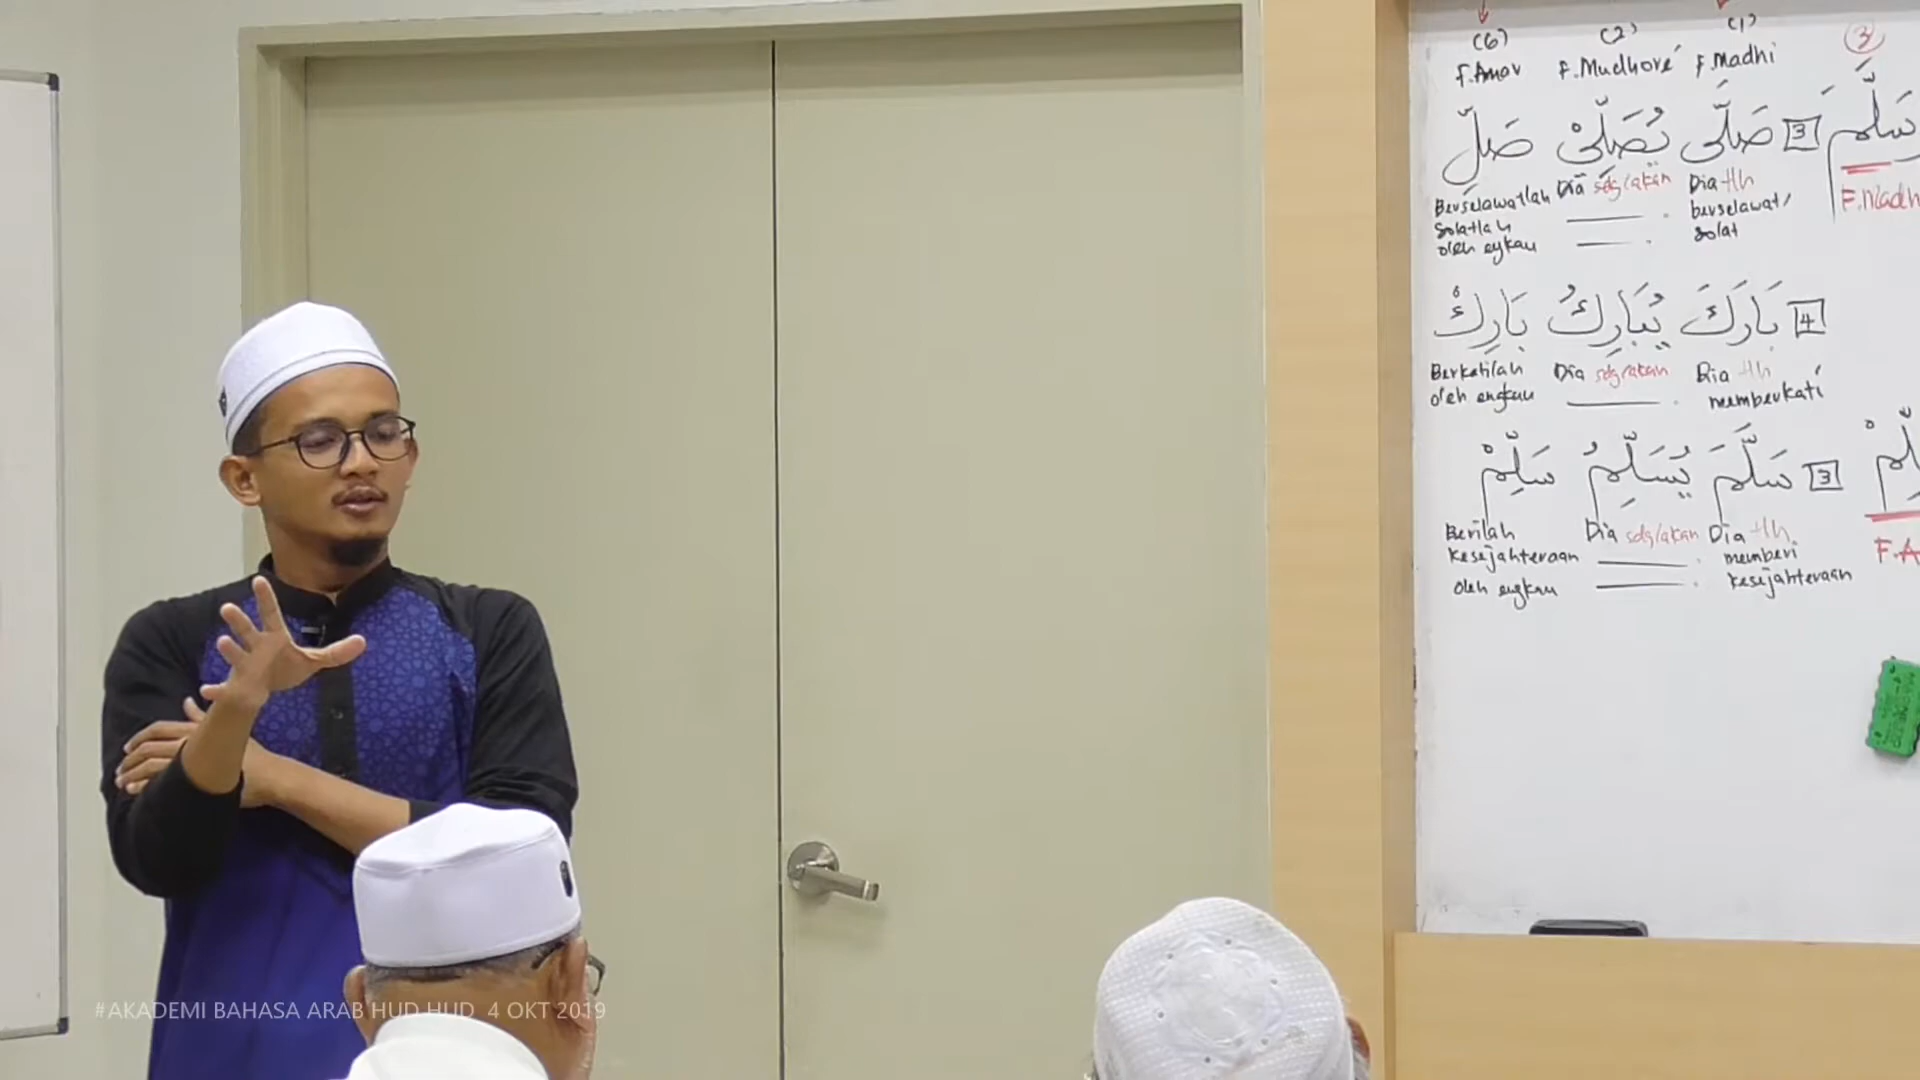 (6) (2) (1) (3)
F.Amar F.Mudhore' F.Madhi
[3] صَلَّى يُصَلِّيْ صَلِّ
سَلَّمَ
Berselawatlah Dia sdg/akan Dia tlh
solatlah berselawat/
oleh engkau solat
F.Madh
[4] بَارَكَ يُبَارِكُ بَارِكْ
Berkatilah Dia sdg/akan Dia tlh
oleh engkau memberkati
[3] سَلَّمَ يُسَلِّمُ سَلِّمْ
Berilah Dia sdg/akan Dia tlh
kesejahteraan memberi
oleh engkau kesejahteraan
F.A
#AKADEMI BAHASA ARAB HUD HUD 4 OKT 2019